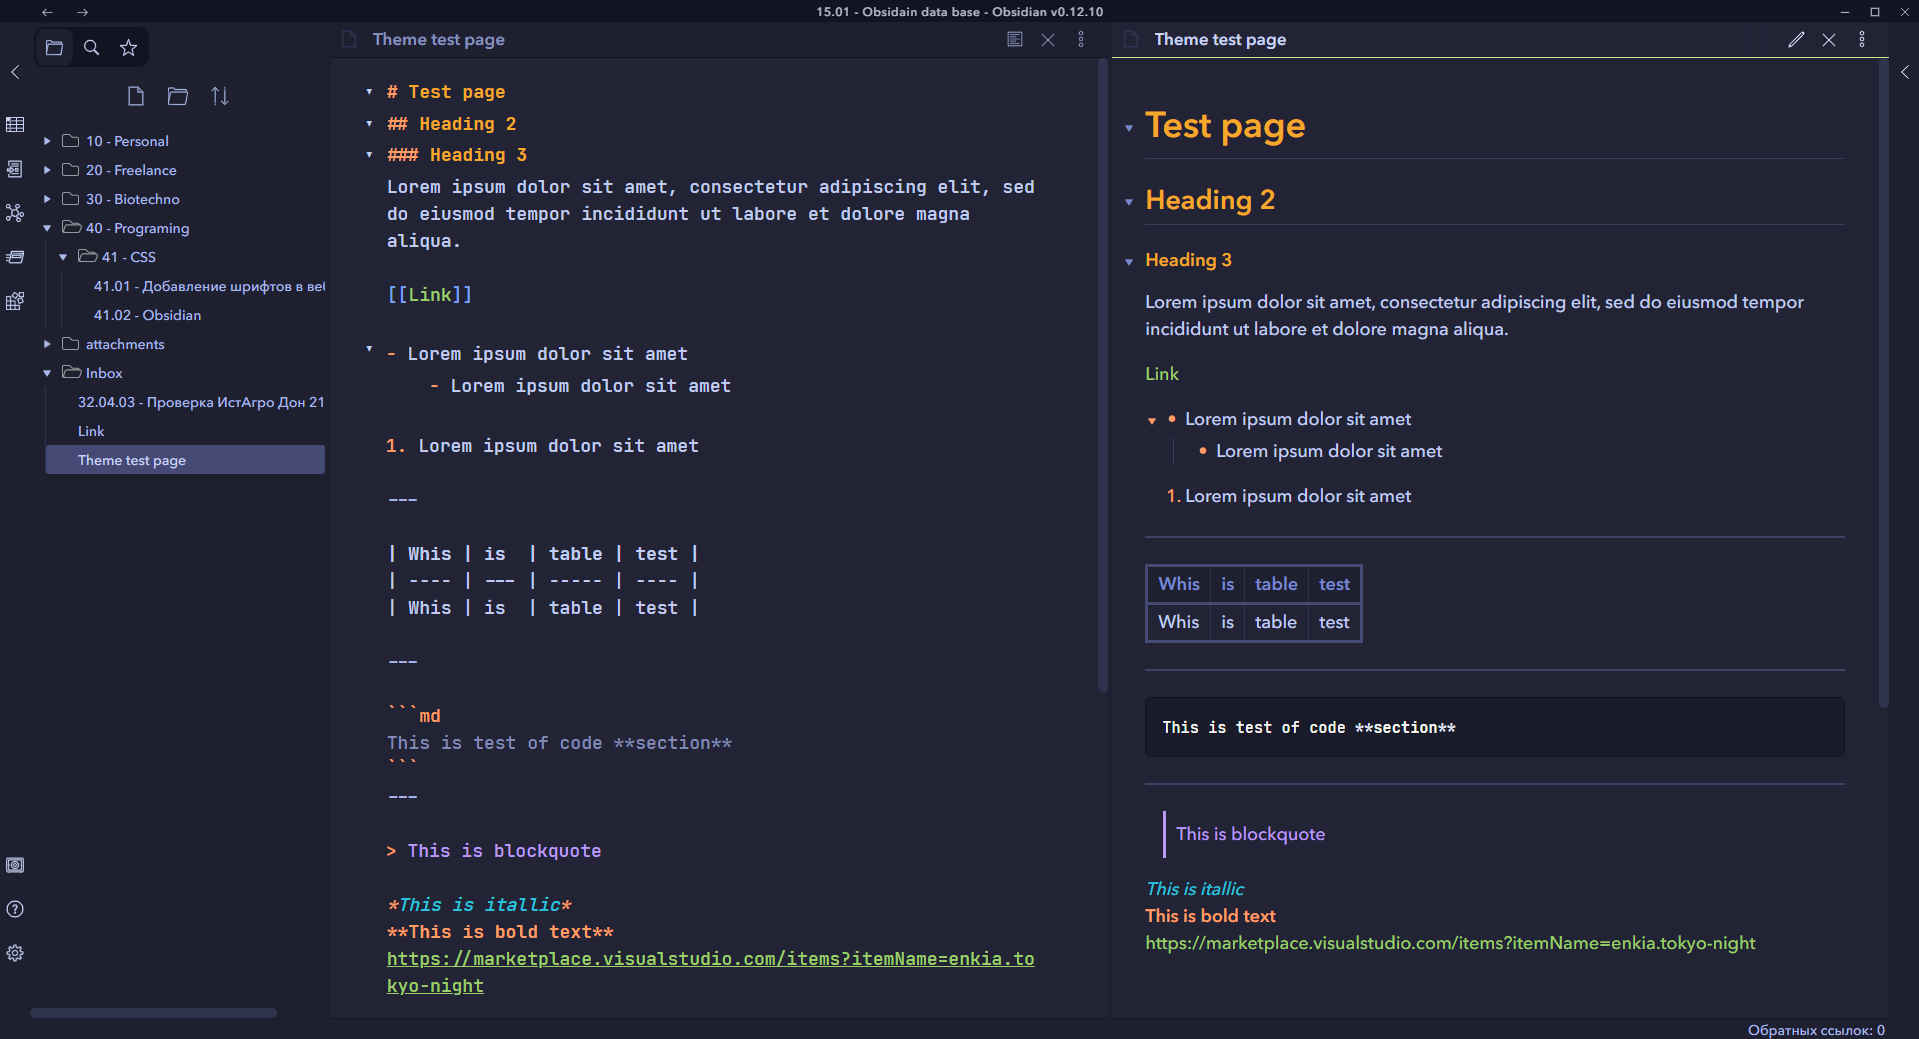 15.01 - Obsidain data base - Obsidian v0.12.10
10 - Personal
20 - Freelance
30 - Biotechno
40 - Programing
41 - CSS
41.01 - Добавление шрифтов в веб
41.02 - Obsidian
attachments
Inbox
32.04.03 - Проверка ИстАгро Дон 21
Link
Theme test page
Theme test page
# Test page
## Heading 2
### Heading 3
Lorem ipsum dolor sit amet, consectetur adipiscing elit, sed
do eiusmod tempor incididunt ut labore et dolore magna
aliqua.
[[Link]]
- Lorem ipsum dolor sit amet
- Lorem ipsum dolor sit amet
1. Lorem ipsum dolor sit amet
---
| Whis | is  | table | test |
| ---- | --- | ----- | ---- |
| Whis | is  | table | test |
---
```md
This is test of code **section**
```
---
> This is blockquote
*This is itallic*
**This is bold text**
https://marketplace.visualstudio.com/items?itemName=enkia.to
kyo-night
Theme test page
Test page
Heading 2
Heading 3
Lorem ipsum dolor sit amet, consectetur adipiscing elit, sed do eiusmod tempor
incididunt ut labore et dolore magna aliqua.
Link
• Lorem ipsum dolor sit amet
• Lorem ipsum dolor sit amet
1. Lorem ipsum dolor sit amet
Whis is table test
Whis is table test
This is test of code **section**
This is blockquote
This is itallic
This is bold text
https://marketplace.visualstudio.com/items?itemName=enkia.tokyo-night
Обратных ссылок: 0